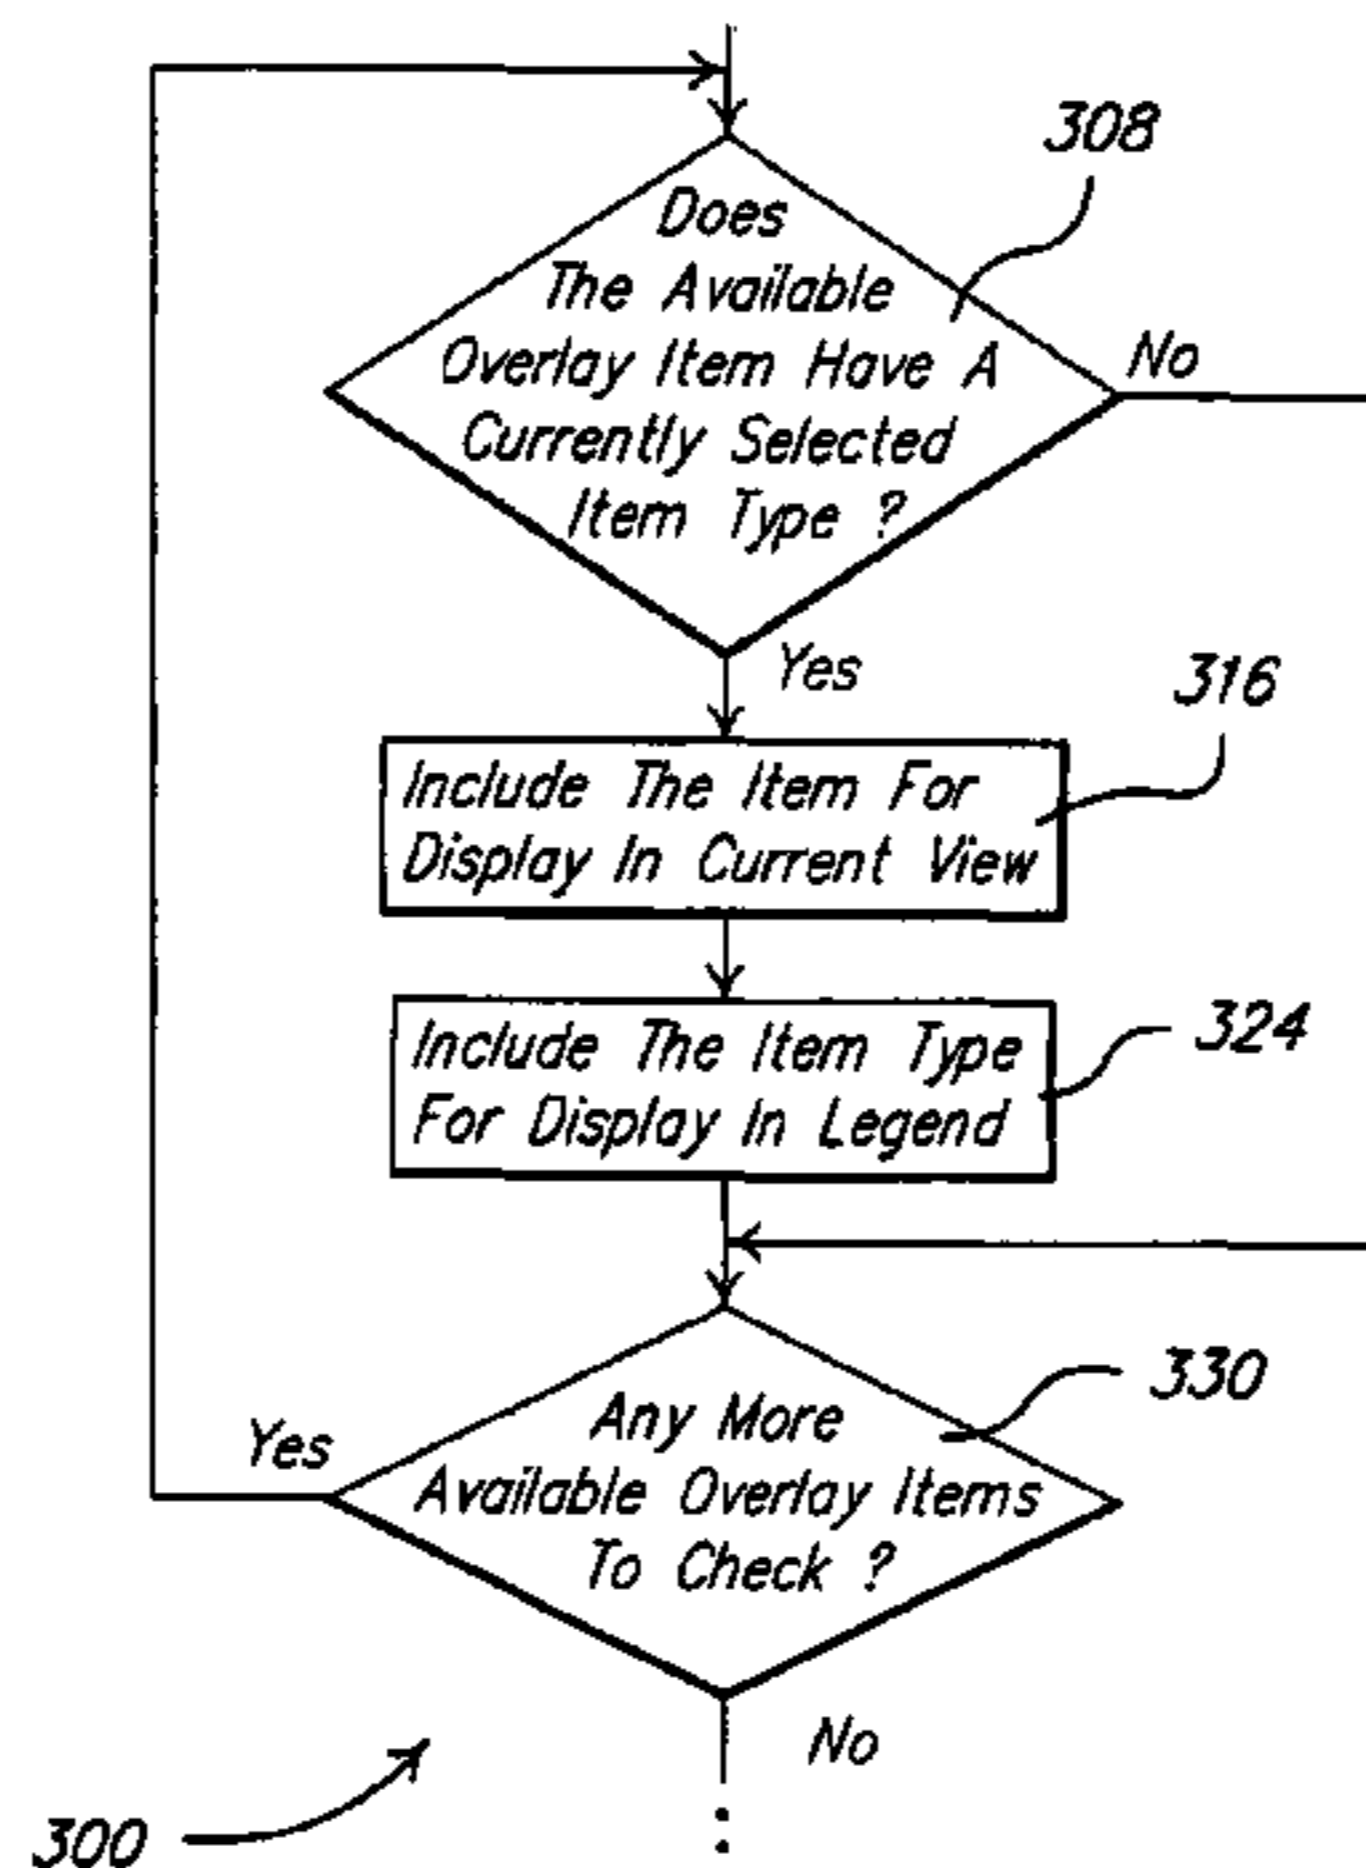 308
Does
The Available
Overlay Item Have A
Currently Selected
Item Type ?
No
Yes
316
Include The Item For
Display In Current View
324
Include The Item Type
For Display In Legend
330
Any More
Available Overlay Items
To Check ?
Yes
No
300